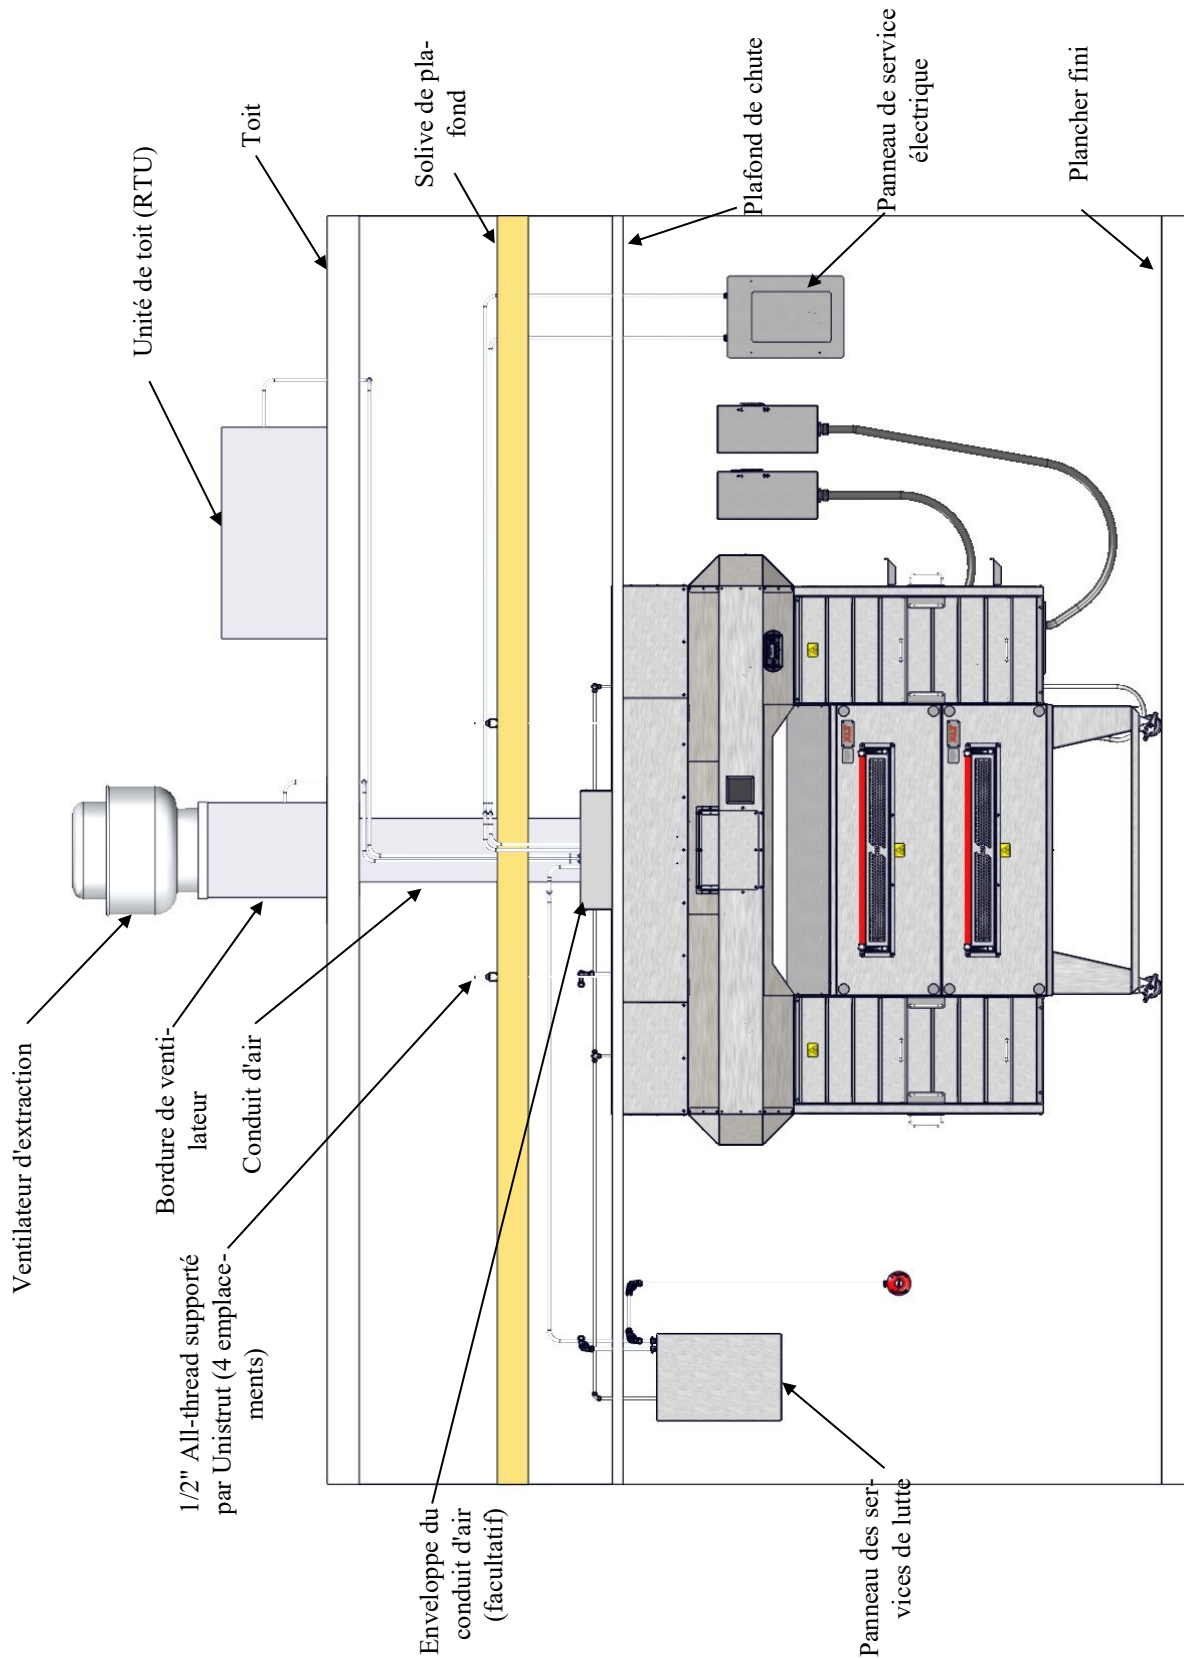 Ventilateur d'extraction
Bordure de venti-
lateur
Conduit d'air
1/2" All-thread supporté
par Unistrut (4 emplace-
ments)
Enveloppe du
conduit d'air
(facultatif)
Panneau des ser-
vices de lutte
Unité de toit (RTU)
Toit
Solive de pla-
fond
Plafond de chute
Panneau de service
électrique
Plancher fini
XLT
XLT